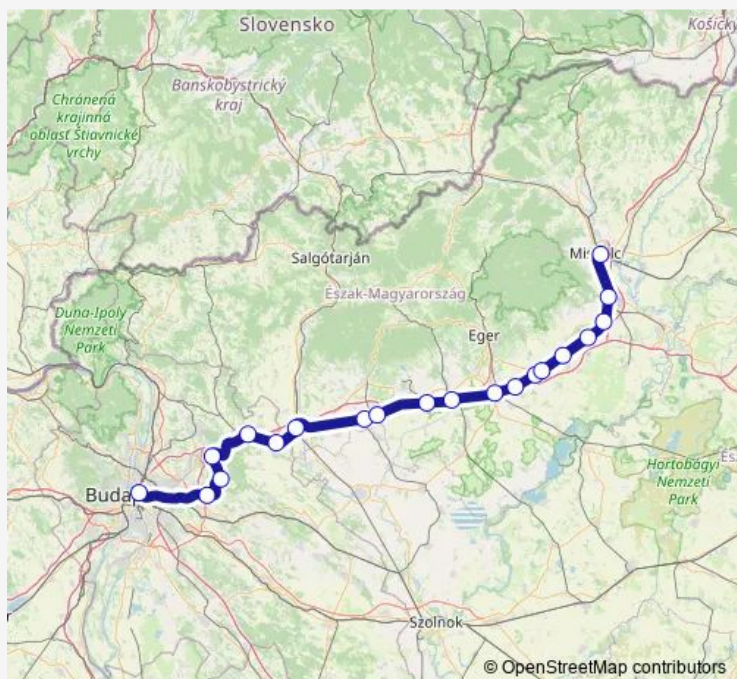 Slovensko
Košický
Banskobystrický
kraj
Chránená
krajinná
oblasť Štiavnické
vrchy
Salgótarján
Észak-Magyarország
Duna-Ipoly
Nemzeti
Park
Eger
Hortobágyi
Nemzeti
Park
Szolnok
© OpenStreetMap contributors